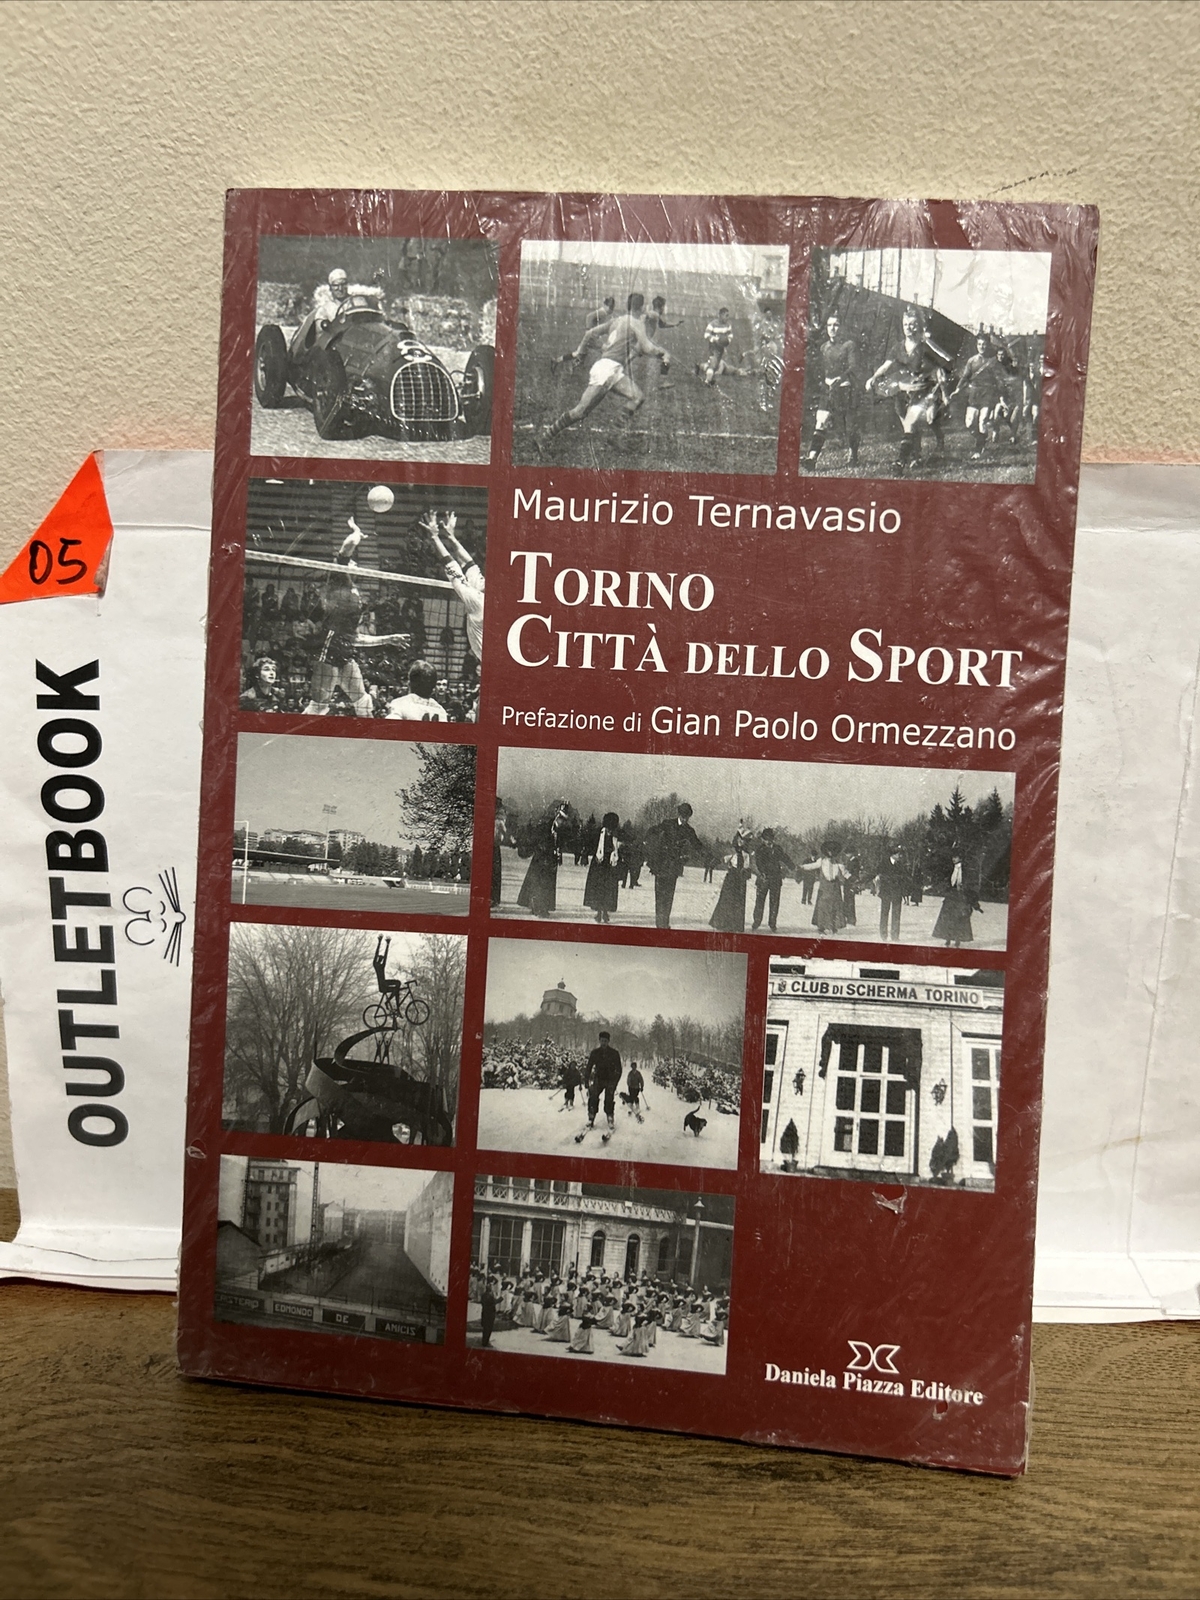 05
OUTLETBOOK
Maurizio Ternavasio
TORINO
CITTÀ DELLO SPORT
Prefazione di Gian Paolo Ormezzano
CLUB DI SCHERMA TORINO
EDMONDO DE AMICIS
Daniela Piazza Editore